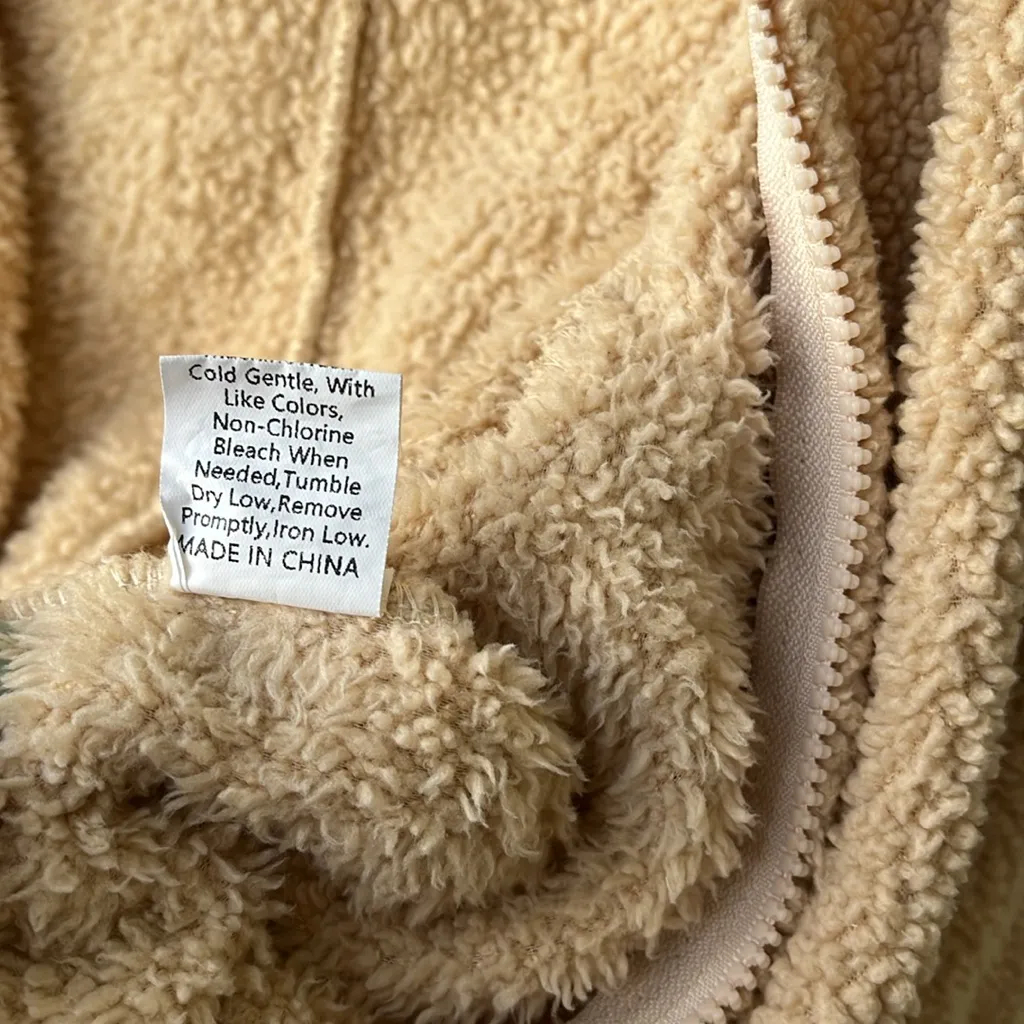 Cold Gentle, With
Like Colors,
Non-Chlorine
Bleach When
Needed,Tumble
Dry Low,Remove
Promptly,Iron Low.
MADE IN CHINA